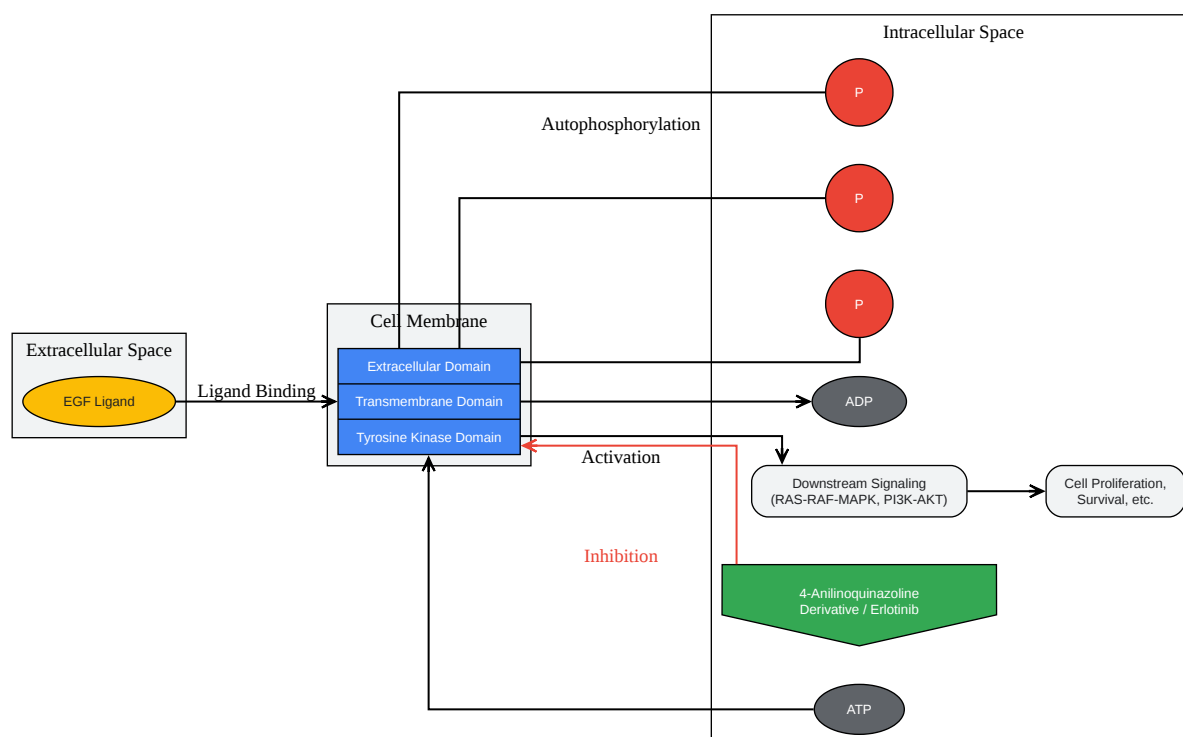 Intracellular Space
P
Autophosphorylation
P
P
Cell Membrane
Extracellular Space
Extracellular Domain
EGF Ligand
Ligand Binding
Transmembrane Domain
ADP
Tyrosine Kinase Domain
Activation
Downstream Signaling
(RAS-RAF-MAPK, PI3K-AKT)
Cell Proliferation,
Survival, etc.
Inhibition
4-Anilinoquinazoline
Derivative / Erlotinib
ATP